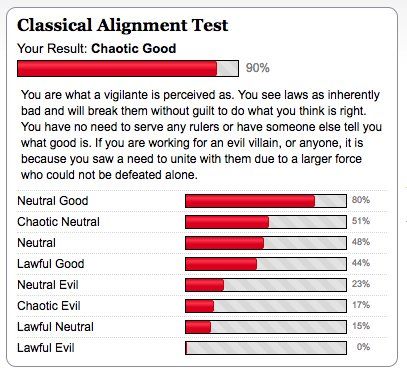 Classical Alignment Test
Your Result: Chaotic Good
90%
You are what a vigilante is perceived as. You see laws as inherently
bad and will break them without guilt to do what you think is right.
You have no need to serve any rulers or have someone else tell you
what good is. If you are working for an evil villain, or anyone, it is
because you saw a need to unite with them due to a larger force
who could not be defeated alone.
Neutral Good 80%
Chaotic Neutral 51%
Neutral 48%
Lawful Good 44%
Neutral Evil 23%
Chaotic Evil 17%
Lawful Neutral 15%
Lawful Evil 0%